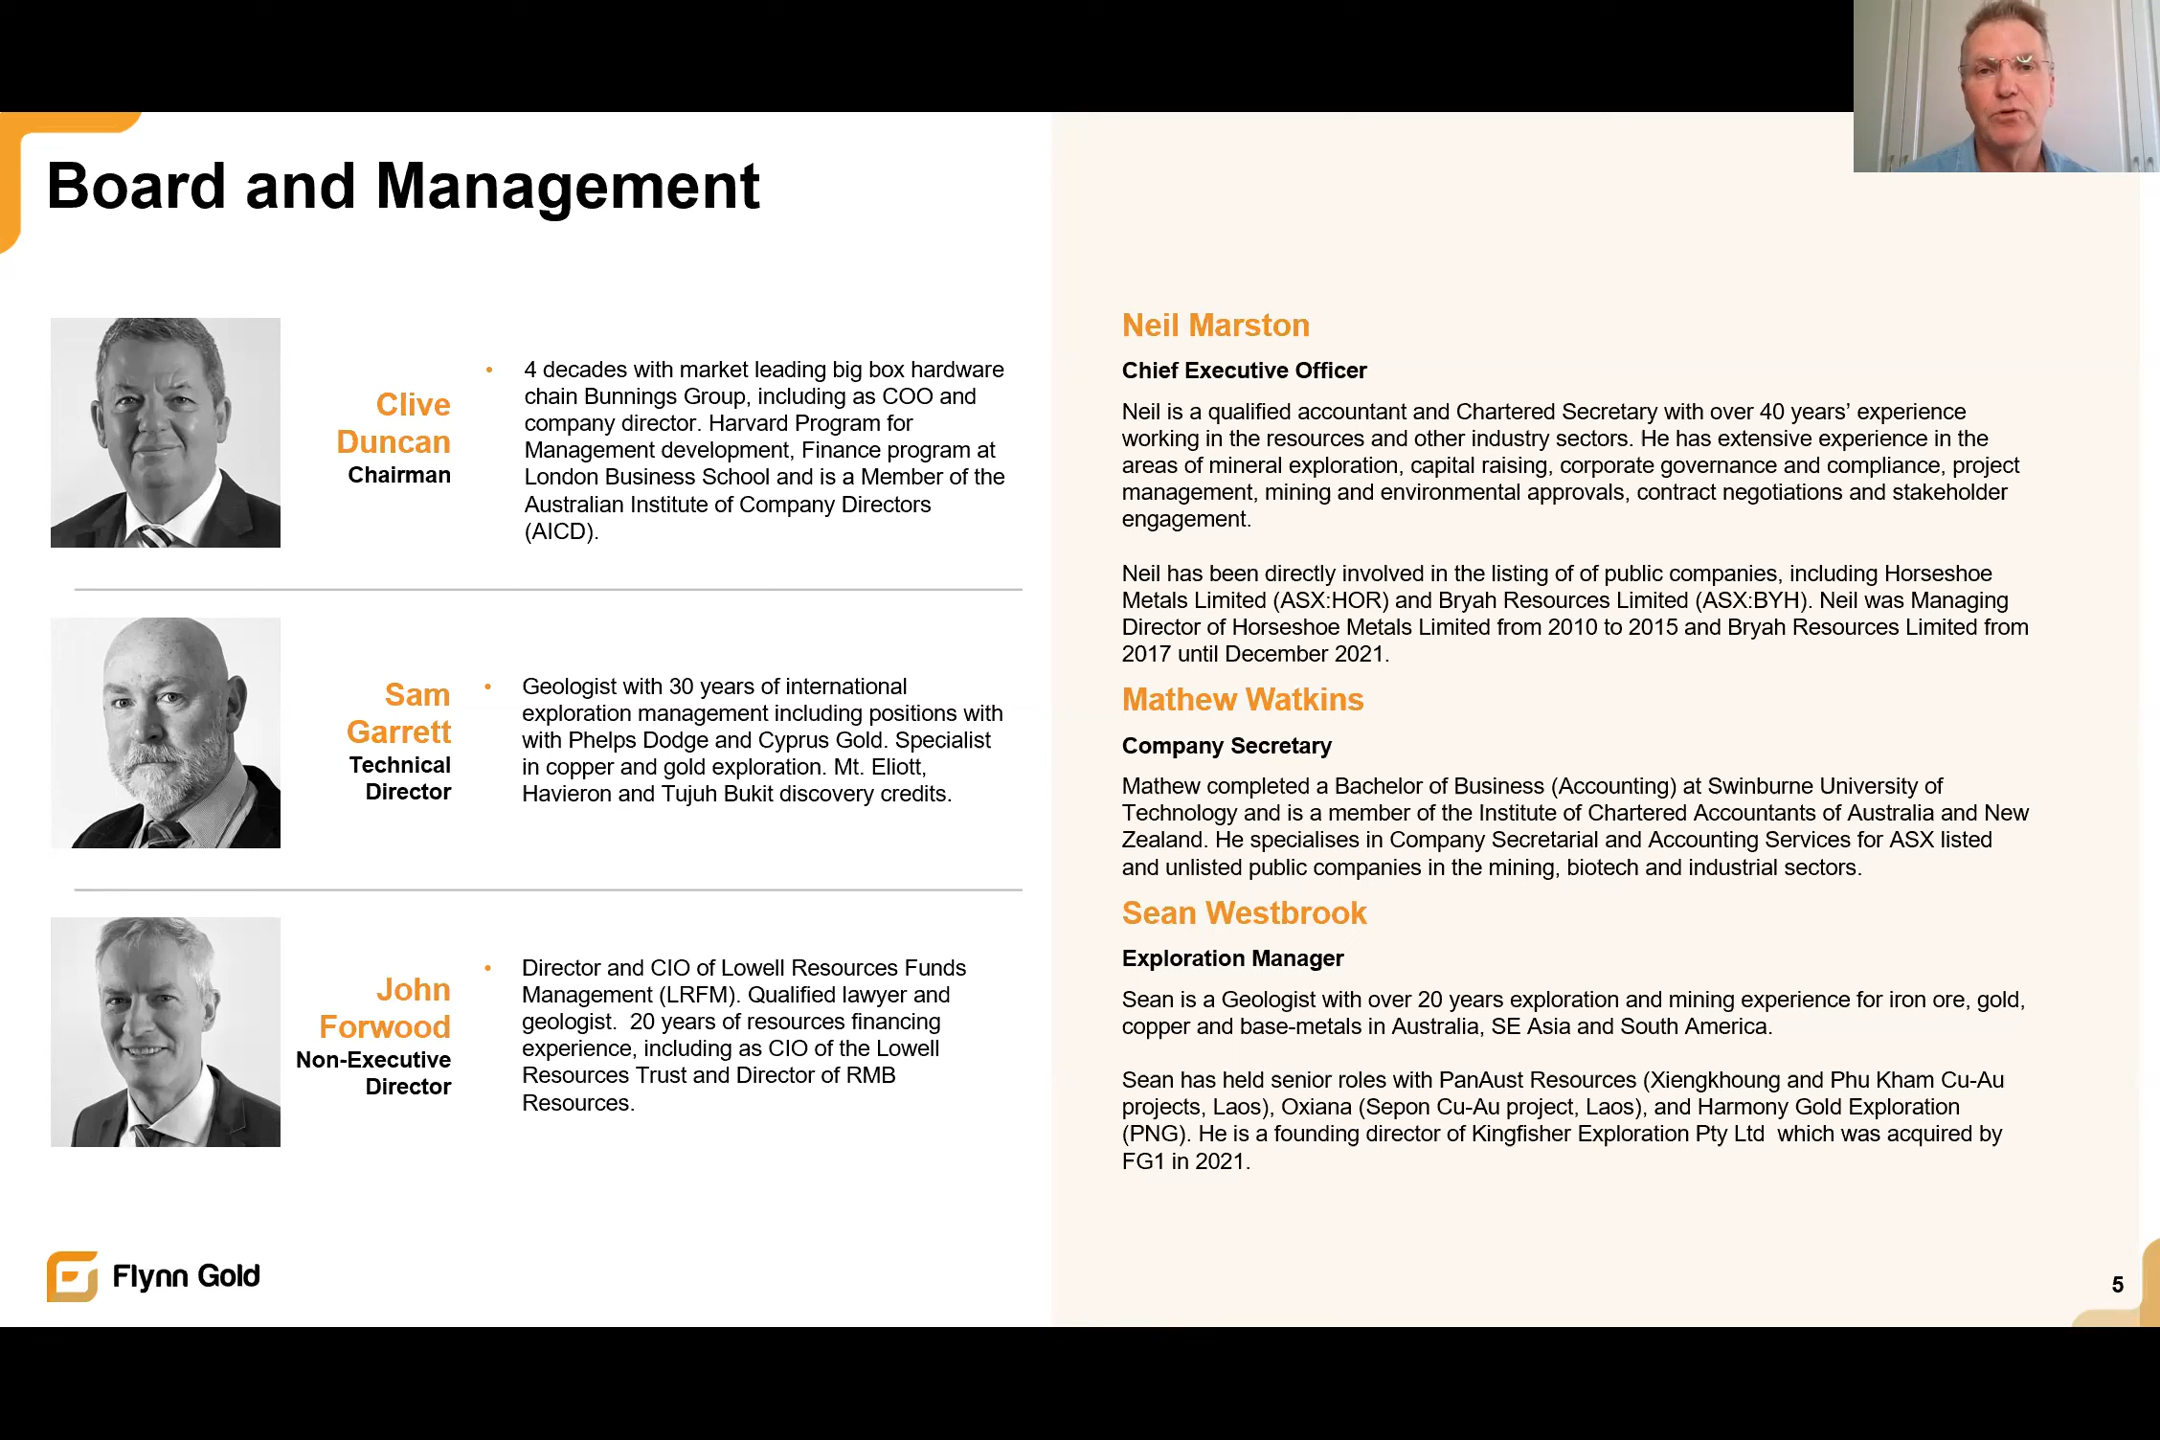 Board and Management
Clive
Duncan
Chairman
• 4 decades with market leading big box hardware
chain Bunnings Group, including as COO and
company director. Harvard Program for
Management development, Finance program at
London Business School and is a Member of the
Australian Institute of Company Directors
(AICD).
Sam
Garrett
Technical
Director
• Geologist with 30 years of international
exploration management including positions with
with Phelps Dodge and Cyprus Gold. Specialist
in copper and gold exploration. Mt. Eliott,
Havieron and Tujuh Bukit discovery credits.
John
Forwood
Non-Executive
Director
• Director and CIO of Lowell Resources Funds
Management (LRFM). Qualified lawyer and
geologist.  20 years of resources financing
experience, including as CIO of the Lowell
Resources Trust and Director of RMB
Resources.
Neil Marston
Chief Executive Officer
Neil is a qualified accountant and Chartered Secretary with over 40 years’ experience
working in the resources and other industry sectors. He has extensive experience in the
areas of mineral exploration, capital raising, corporate governance and compliance, project
management, mining and environmental approvals, contract negotiations and stakeholder
engagement.
Neil has been directly involved in the listing of of public companies, including Horseshoe
Metals Limited (ASX:HOR) and Bryah Resources Limited (ASX:BYH). Neil was Managing
Director of Horseshoe Metals Limited from 2010 to 2015 and Bryah Resources Limited from
2017 until December 2021.
Mathew Watkins
Company Secretary
Mathew completed a Bachelor of Business (Accounting) at Swinburne University of
Technology and is a member of the Institute of Chartered Accountants of Australia and New
Zealand. He specialises in Company Secretarial and Accounting Services for ASX listed
and unlisted public companies in the mining, biotech and industrial sectors.
Sean Westbrook
Exploration Manager
Sean is a Geologist with over 20 years exploration and mining experience for iron ore, gold,
copper and base-metals in Australia, SE Asia and South America.
Sean has held senior roles with PanAust Resources (Xiengkhoung and Phu Kham Cu-Au
projects, Laos), Oxiana (Sepon Cu-Au project, Laos), and Harmony Gold Exploration
(PNG). He is a founding director of Kingfisher Exploration Pty Ltd  which was acquired by
FG1 in 2021.
Flynn Gold
5